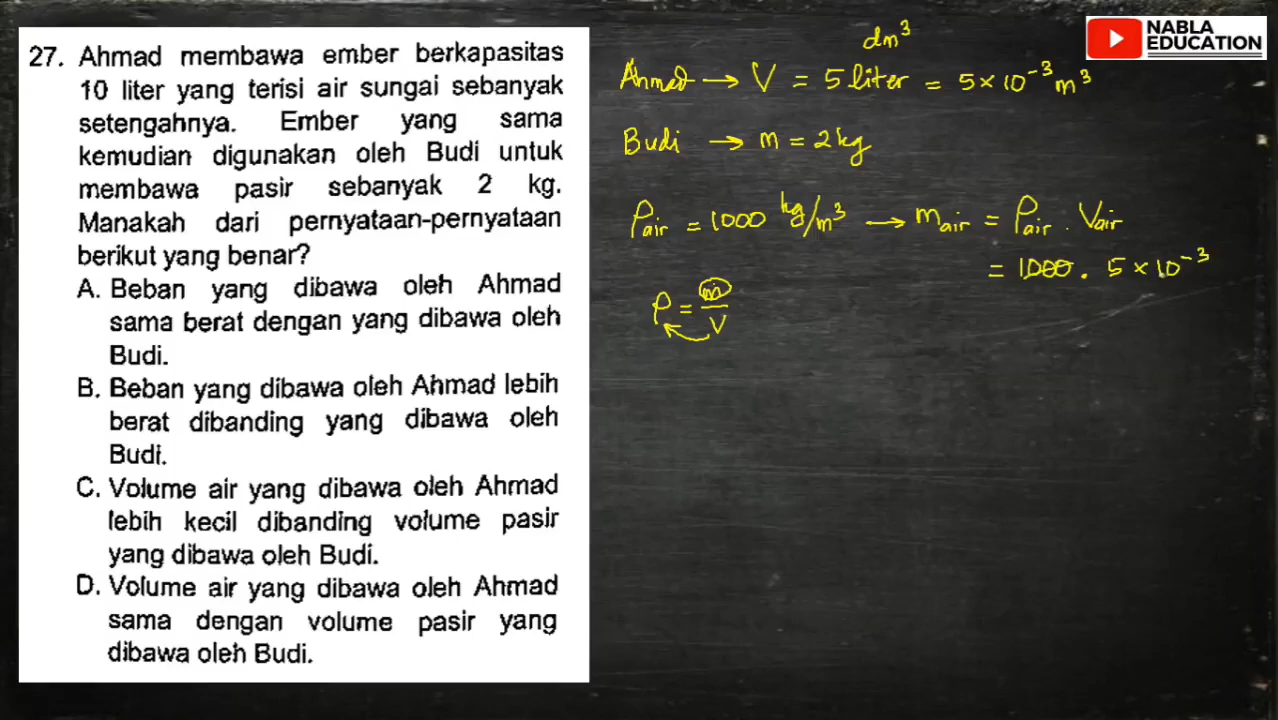 27. Ahmad membawa ember berkapasitas
10 liter yang terisi air sungai sebanyak
setengahnya. Ember yang sama
kemudian digunakan oleh Budi untuk
membawa pasir sebanyak 2 kg.
Manakah dari pernyataan-pernyataan
berikut yang benar?
A. Beban yang dibawa oleh Ahmad
sama berat dengan yang dibawa oleh
Budi.
B. Beban yang dibawa oleh Ahmad lebih
berat dibanding yang dibawa oleh
Budi.
C. Volume air yang dibawa oleh Ahmad
lebih kecil dibanding volume pasir
yang dibawa oleh Budi.
D. Volume air yang dibawa oleh Ahmad
sama dengan volume pasir yang
dibawa oleh Budi.
dm³
Ahmad → V = 5 liter = 5 × 10⁻³ m³
Budi → m = 2 kg
ρair = 1000 kg/m³ → mair = ρair . Vair
= 1000 . 5 × 10⁻³
ρ = m/V
NABLA
EDUCATION